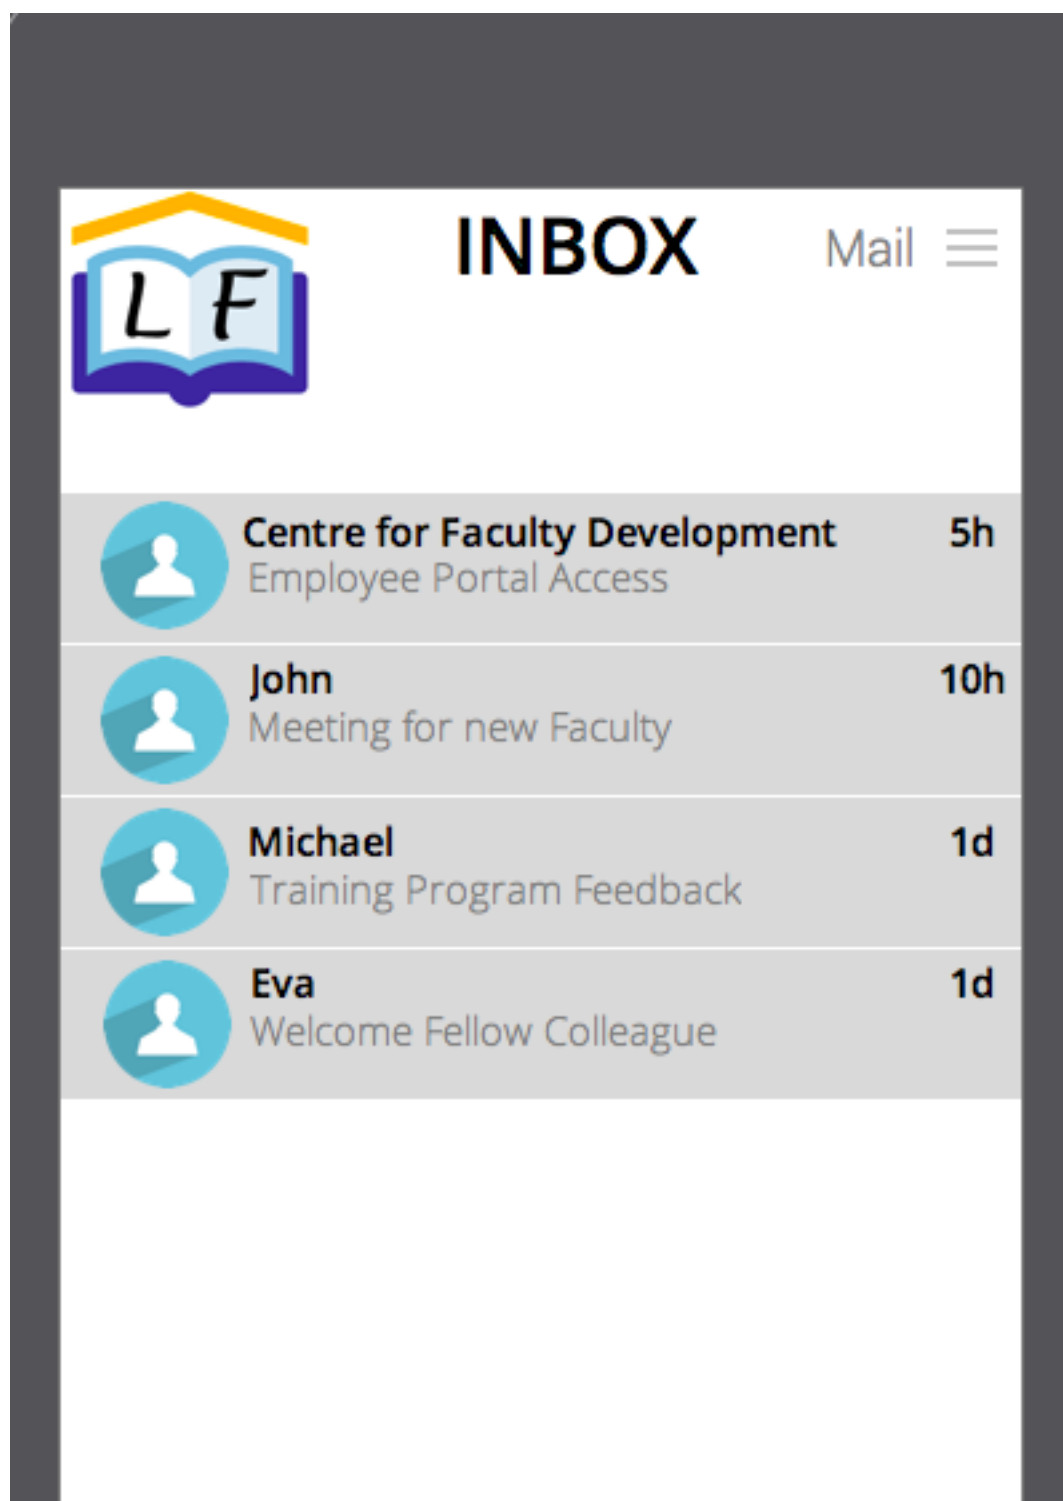 L F
INBOX
Mail
Centre for Faculty Development 5h
Employee Portal Access
John 10h
Meeting for new Faculty
Michael 1d
Training Program Feedback
Eva 1d
Welcome Fellow Colleague